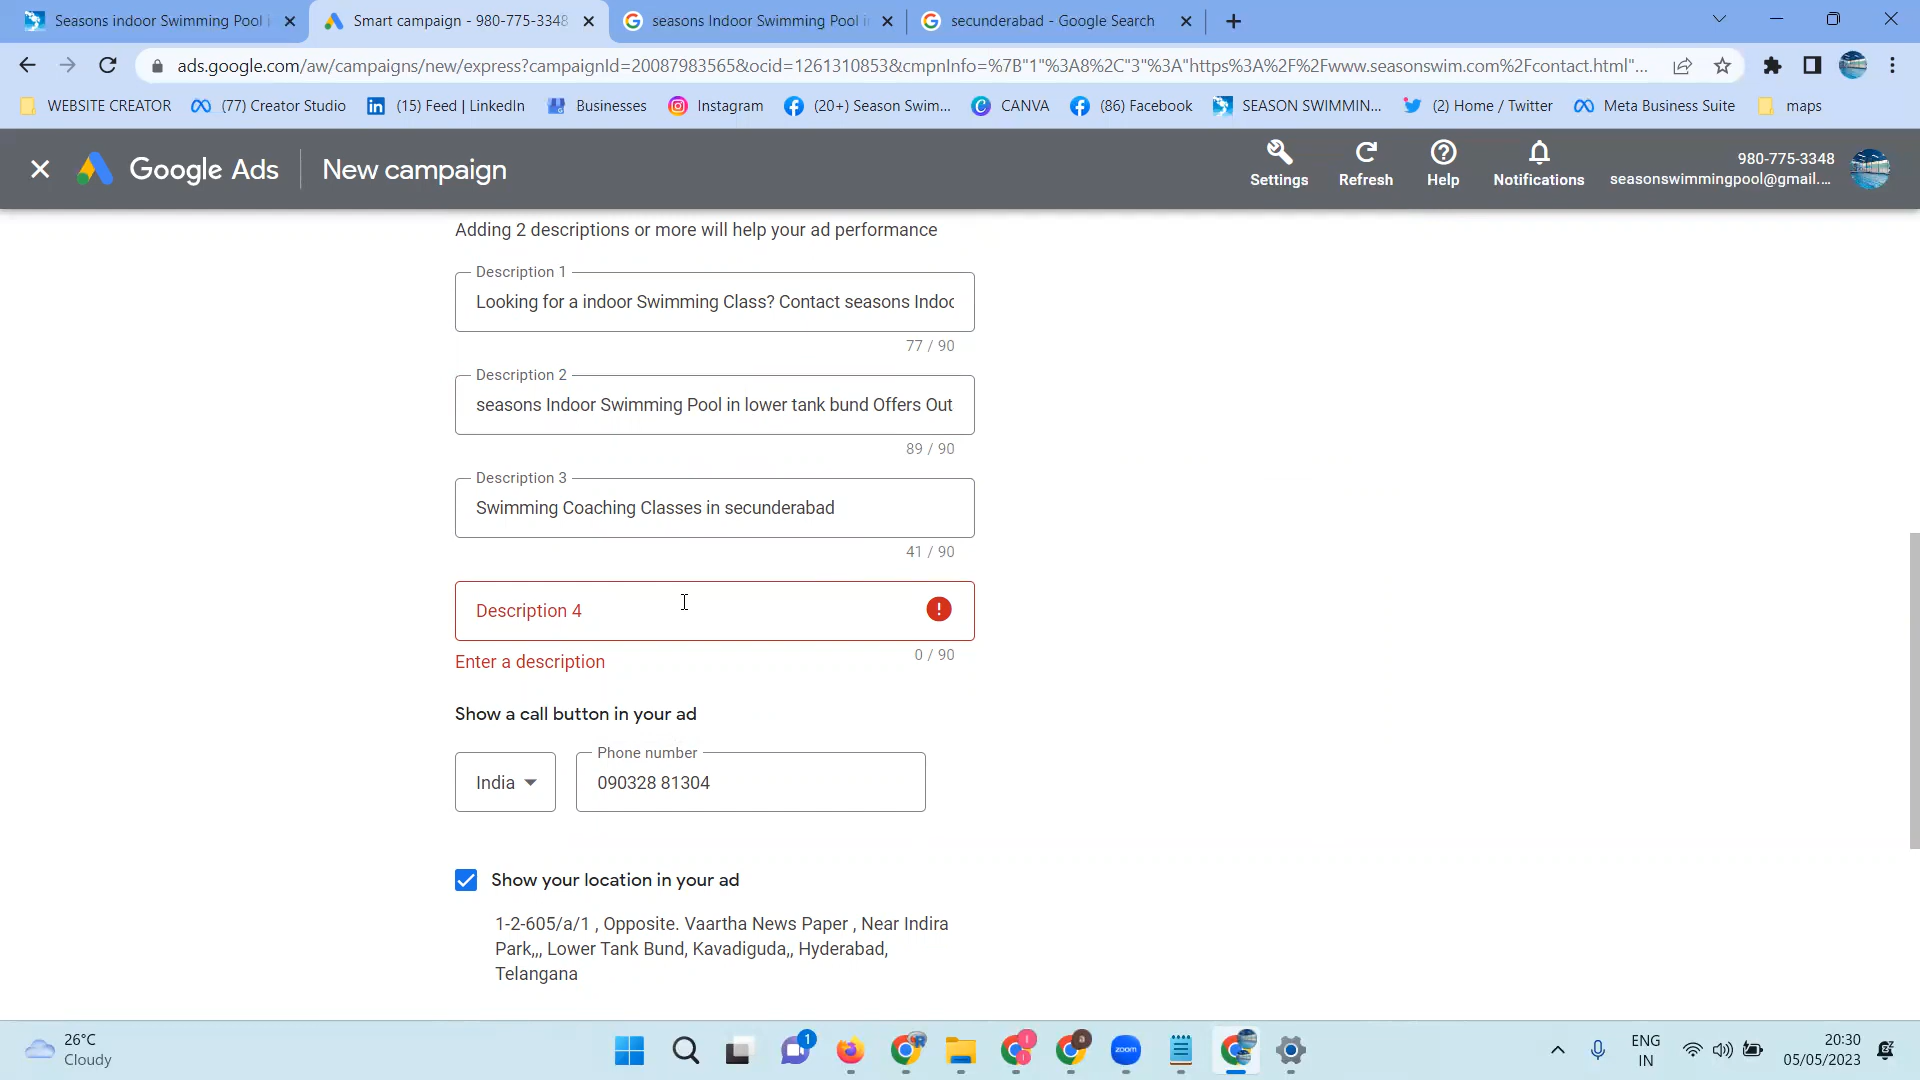 Seasons indoor Swimming Pool i
Smart campaign - 980-775-3348
seasons Indoor Swimming Pool i
secunderabad - Google Search
ads.google.com/aw/campaigns/new/express?campaignId=20087983565&ocid=1261310853&cmpnInfo=%7B"1"%3A8%2C"3"%3A"https%3A%2F%2Fwww.seasonswim.com%2Fcontact.html"...
WEBSITE CREATOR
(77) Creator Studio
(15) Feed | LinkedIn
Businesses
Instagram
(20+) Season Swim...
CANVA
(86) Facebook
SEASON SWIMMIN...
(2) Home / Twitter
Meta Business Suite
maps
Google Ads
New campaign
Settings
Refresh
Help
Notifications
980-775-3348
seasonswimmingpool@gmail....
Adding 2 descriptions or more will help your ad performance
Description 1
Looking for a indoor Swimming Class? Contact seasons Indoo
77 / 90
Description 2
seasons Indoor Swimming Pool in lower tank bund Offers Out
89 / 90
Description 3
Swimming Coaching Classes in secunderabad
41 / 90
Description 4
Enter a description
0 / 90
Show a call button in your ad
India
Phone number
090328 81304
Show your location in your ad
1-2-605/a/1 , Opposite. Vaartha News Paper , Near Indira
Park,,, Lower Tank Bund, Kavadiguda,, Hyderabad,
Telangana
26°C
Cloudy
1
zoom
ENG
IN
20:30
05/05/2023